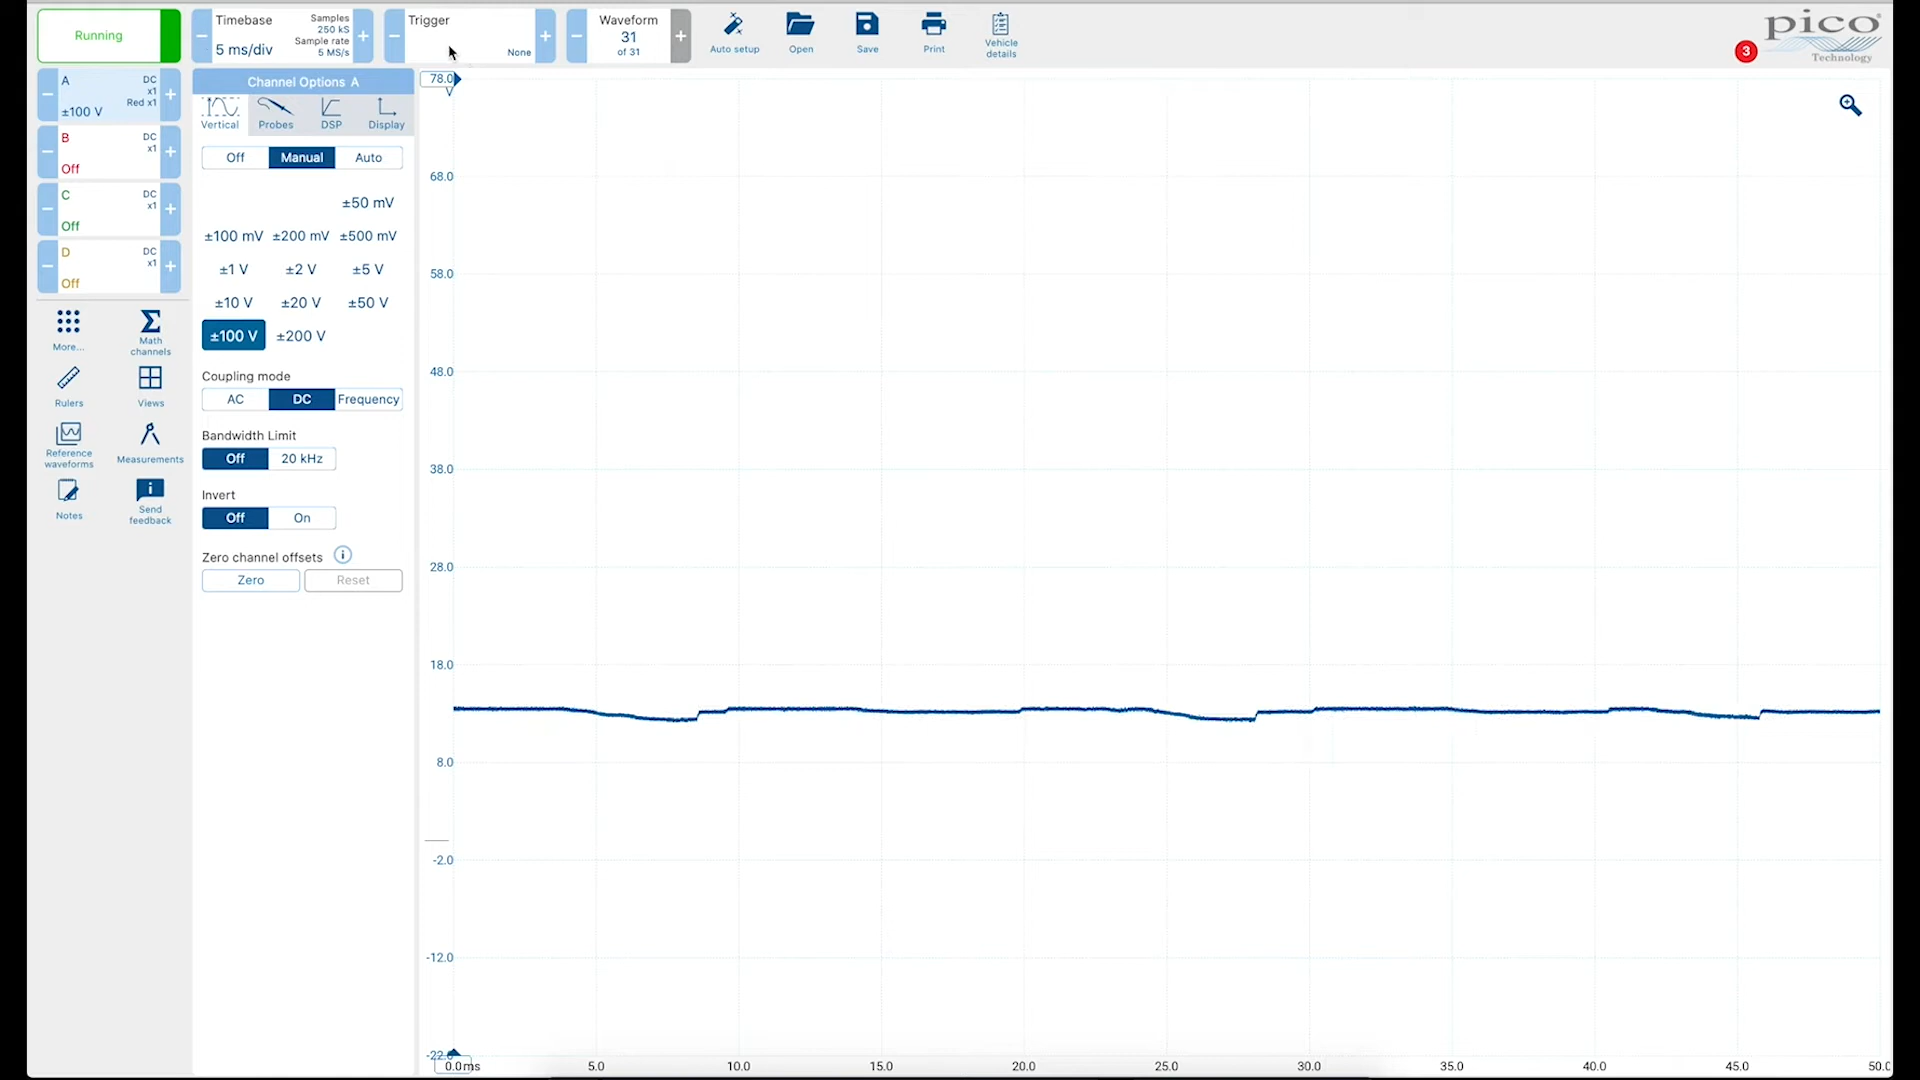 Running
Timebase
5 ms/div
Samples
250 kS
Sample rate
5 MS/s
Trigger
None
Waveform
31
of 31
Auto setup
Open
Save
Print
Vehicle
details
3
pico
Technology
A
DC
x1
Red x1
±100 V
B
DC
x1
Off
C
DC
x1
Off
D
DC
x1
Off
More...
Math
channels
Rulers
Views
Reference
waveforms
Measurements
Notes
Send
feedback
Channel Options A
Vertical
Probes
DSP
Display
Off Manual Auto
±50 mV
±100 mV ±200 mV ±500 mV
±1 V ±2 V ±5 V
±10 V ±20 V ±50 V
±100 V ±200 V
Coupling mode
AC DC Frequency
Bandwidth Limit
Off 20 kHz
Invert
Off On
Zero channel offsets
Zero Reset
78.0
V
68.0
58.0
48.0
38.0
28.0
18.0
8.0
-2.0
-12.0
-22.0
0.0ms 5.0 10.0 15.0 20.0 25.0 30.0 35.0 40.0 45.0 50.0